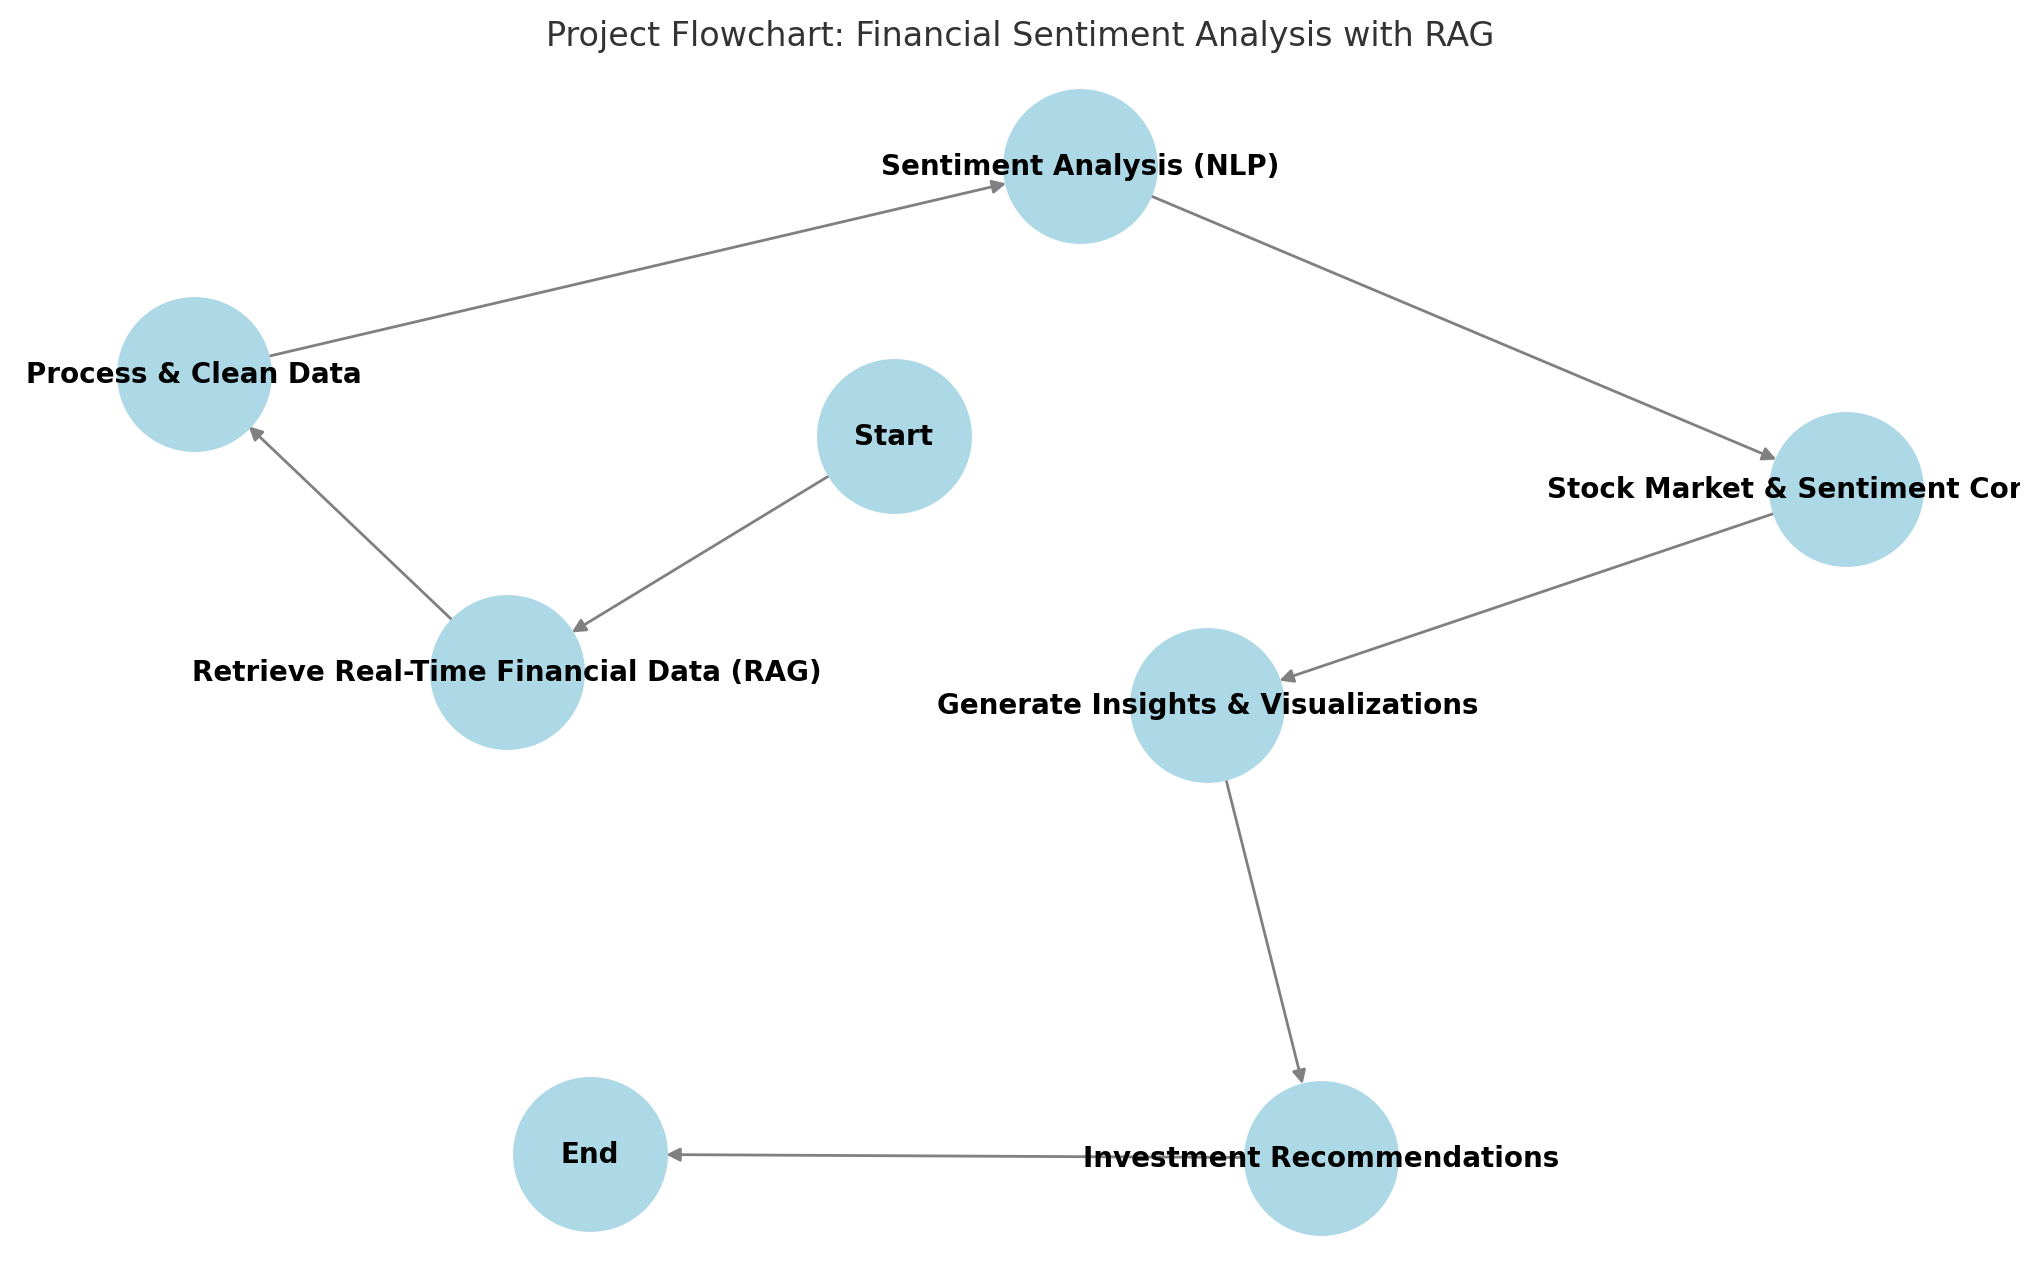 Project Flowchart: Financial Sentiment Analysis with RAG
Sentiment Analysis (NLP)
Process & Clean Data
Start
Stock Market & Sentiment Cor
Retrieve Real-Time Financial Data (RAG)
Generate Insights & Visualizations
End
Investment Recommendations